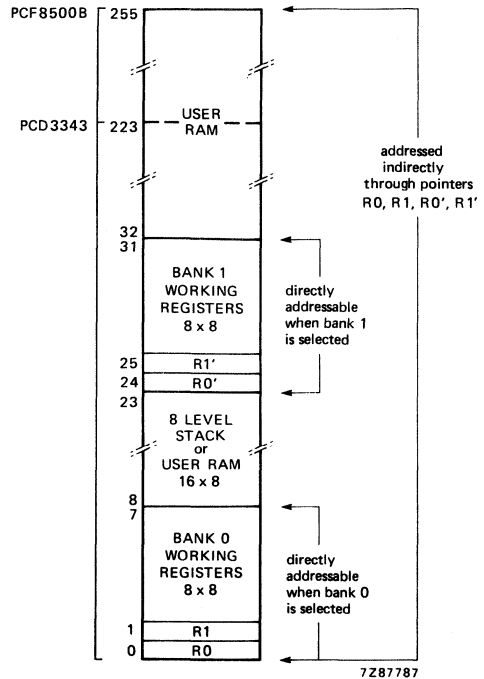 PCF8500B 255
PCD3343 223
USER
RAM
addressed
indirectly
through pointers
R0, R1, R0', R1'
32
31
BANK 1
WORKING
REGISTERS
8 x 8
directly
addressable
when bank 1
is selected
25 R1'
24 R0'
23
8 LEVEL
STACK
or
USER RAM
16 x 8
8
7
BANK 0
WORKING
REGISTERS
8 x 8
directly
addressable
when bank 0
is selected
1 R1
0 R0
7Z87787